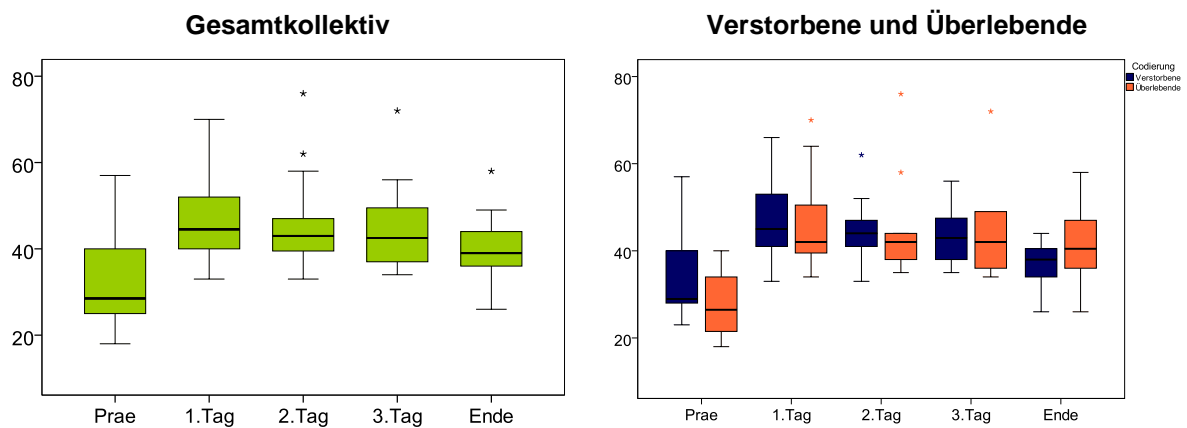 Gesamtkollektiv
80
60
40
20
Prae 1.Tag 2.Tag 3.Tag Ende
Verstorbene und Überlebende
Codierung
Verstorbene
Überlebende
80
60
40
20
Prae 1.Tag 2.Tag 3.Tag Ende